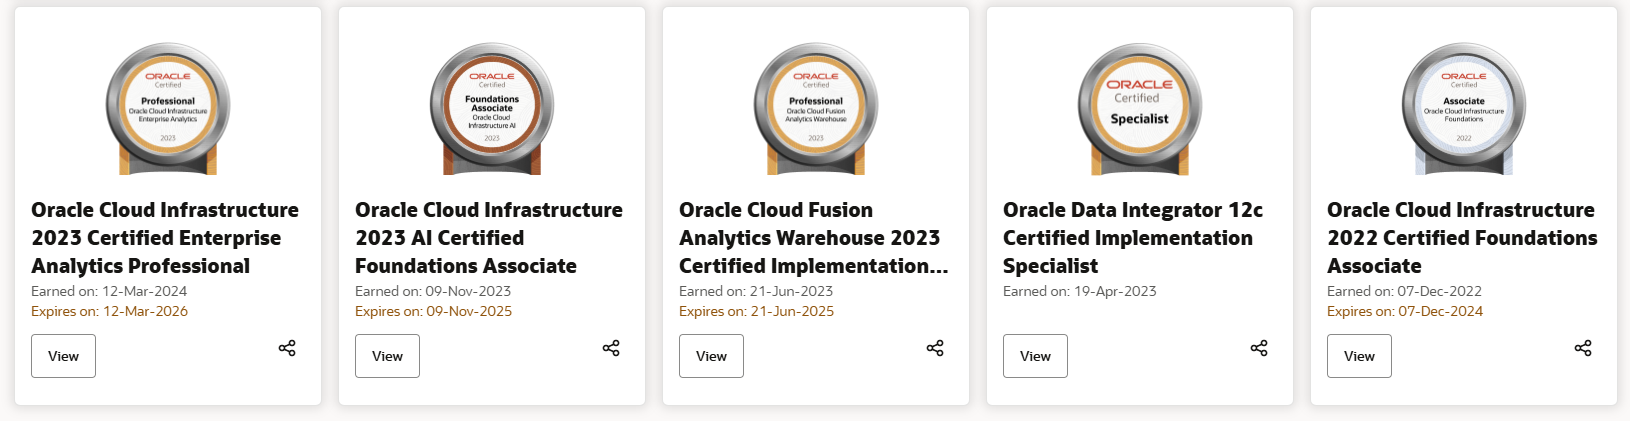 ORACLE
Certified
Professional
Oracle Cloud Infrastructure
Enterprise Analytics
2023
Oracle Cloud Infrastructure
2023 Certified Enterprise
Analytics Professional
Earned on: 12-Mar-2024
Expires on: 12-Mar-2026
View
ORACLE
Certified
Foundations
Associate
Oracle Cloud
Infrastructure AI
2023
Oracle Cloud Infrastructure
2023 AI Certified
Foundations Associate
Earned on: 09-Nov-2023
Expires on: 09-Nov-2025
View
ORACLE
Certified
Professional
Oracle Cloud Fusion
Analytics Warehouse
2023
Oracle Cloud Fusion
Analytics Warehouse 2023
Certified Implementation...
Earned on: 21-Jun-2023
Expires on: 21-Jun-2025
View
ORACLE
Certified
Specialist
Oracle Data Integrator 12c
Certified Implementation
Specialist
Earned on: 19-Apr-2023
View
ORACLE
Certified
Associate
Oracle Cloud Infrastructure
Foundations
2022
Oracle Cloud Infrastructure
2022 Certified Foundations
Associate
Earned on: 07-Dec-2022
Expires on: 07-Dec-2024
View